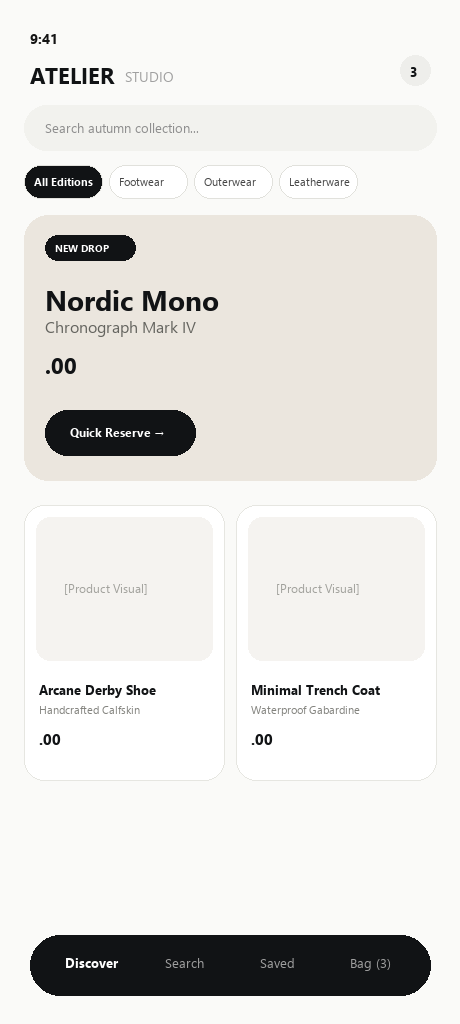 9:41
ATELIER STUDIO
3
Search autumn collection...
All Editions Footwear Outerwear Leatherware
NEW DROP
Nordic Mono
Chronograph Mark IV
.00
Quick Reserve →
[Product Visual] [Product Visual]
Arcane Derby Shoe Minimal Trench Coat
Handcrafted Calfskin Waterproof Gabardine
.00 .00
Discover Search Saved Bag (3)